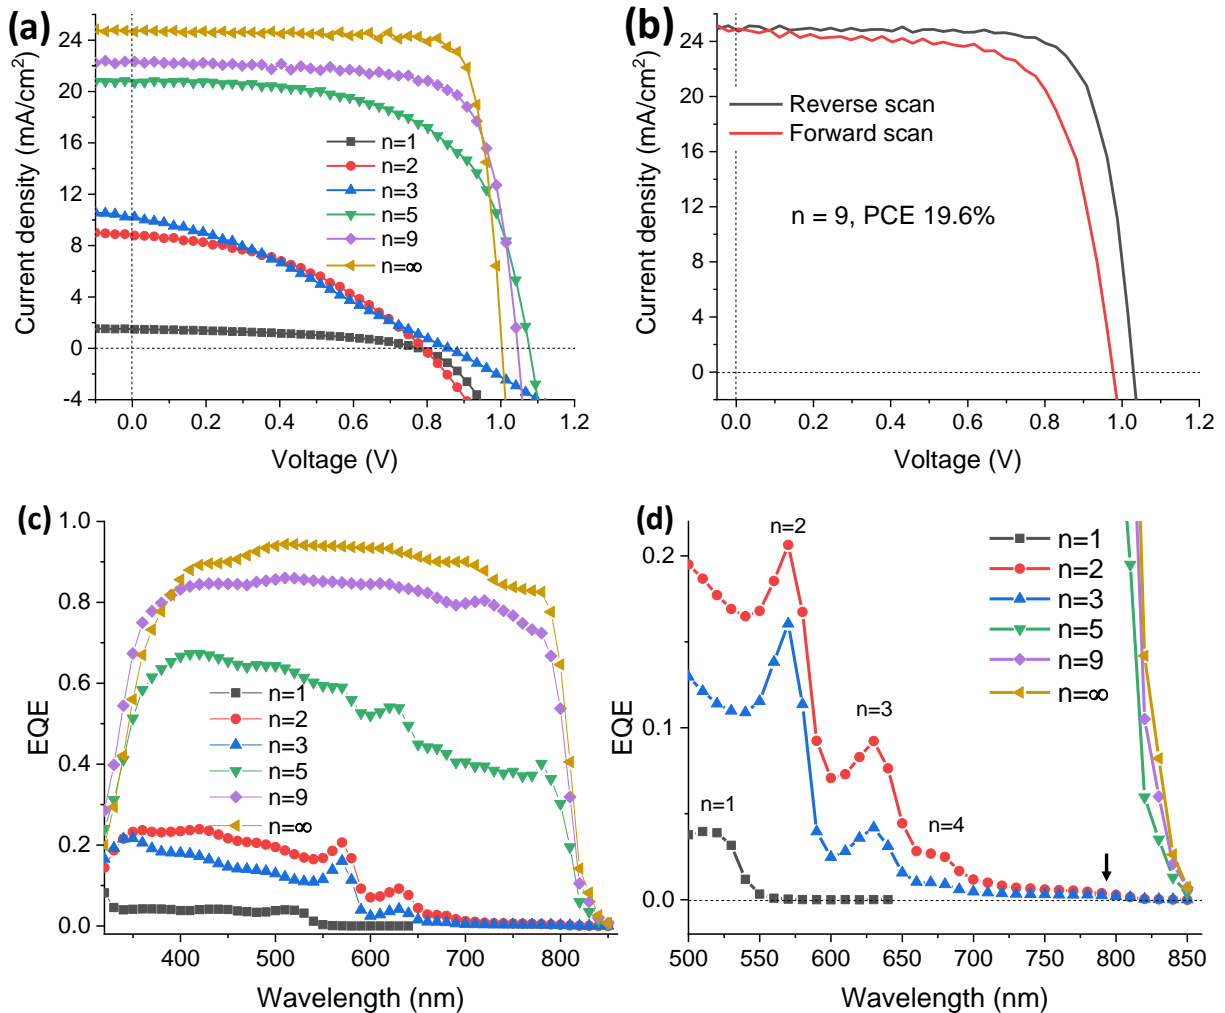 (a)
24
20
16
12
8
4
0
-4
Current density (mA/cm²)
n=1
n=2
n=3
n=5
n=9
n=∞
0.0 0.2 0.4 0.6 0.8 1.0 1.2
Voltage (V)
(b)
24
20
16
12
8
4
0
Current density (mA/cm²)
Reverse scan
Forward scan
n = 9, PCE 19.6%
0.0 0.2 0.4 0.6 0.8 1.0 1.2
Voltage (V)
(c)
1.0
0.8
0.6
0.4
0.2
0.0
EQE
n=1
n=2
n=3
n=5
n=9
n=∞
400 500 600 700 800
Wavelength (nm)
(d)
0.2
0.1
0.0
EQE
n=2
n=3
n=1
n=4
n=1
n=2
n=3
n=5
n=9
n=∞
500 550 600 650 700 750 800 850
Wavelength (nm)